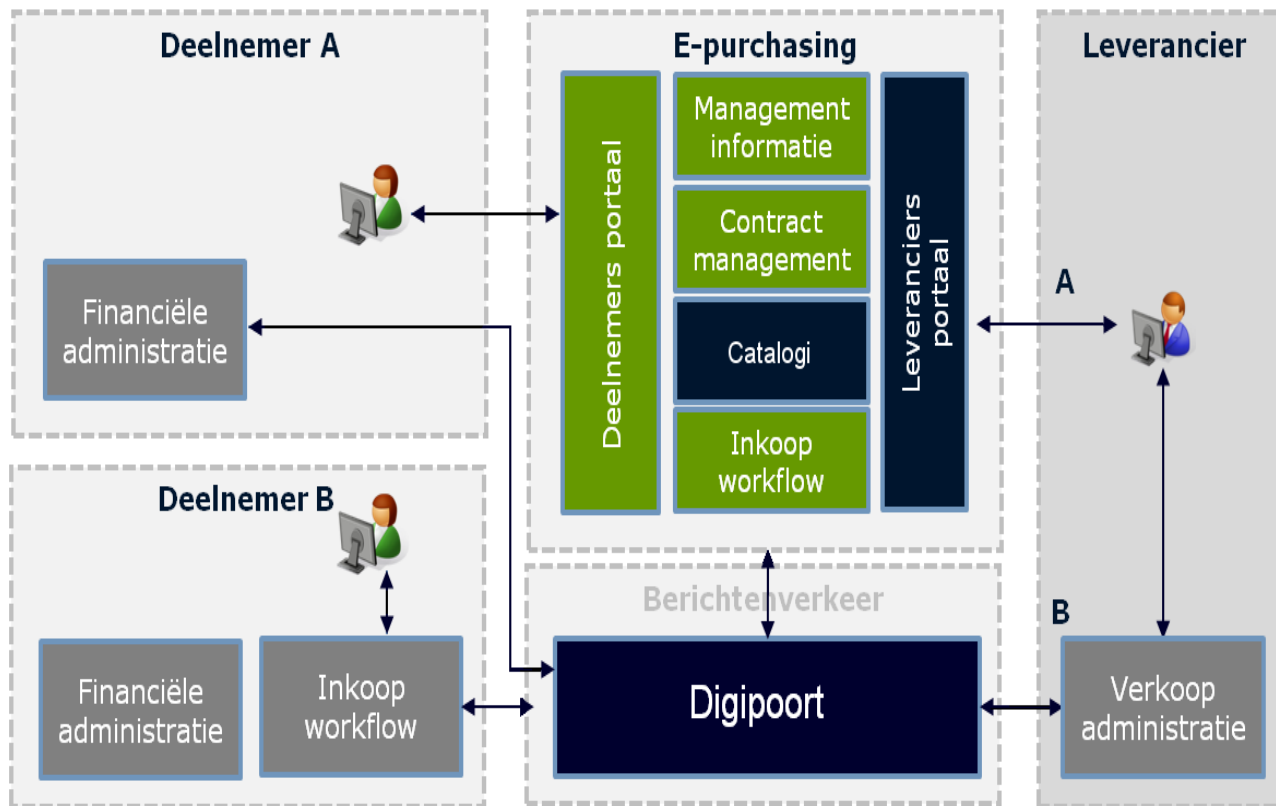 Deelnemer A
Financiële
administratie
E-purchasing
Deelnemers portaal
Management
informatie
Contract
management
Catalogi
Inkoop
workflow
Leveranciers
portaal
Leverancier
A
B
Verkoop
administratie
Deelnemer B
Financiële
administratie
Inkoop
workflow
Berichtenverkeer
Digipoort